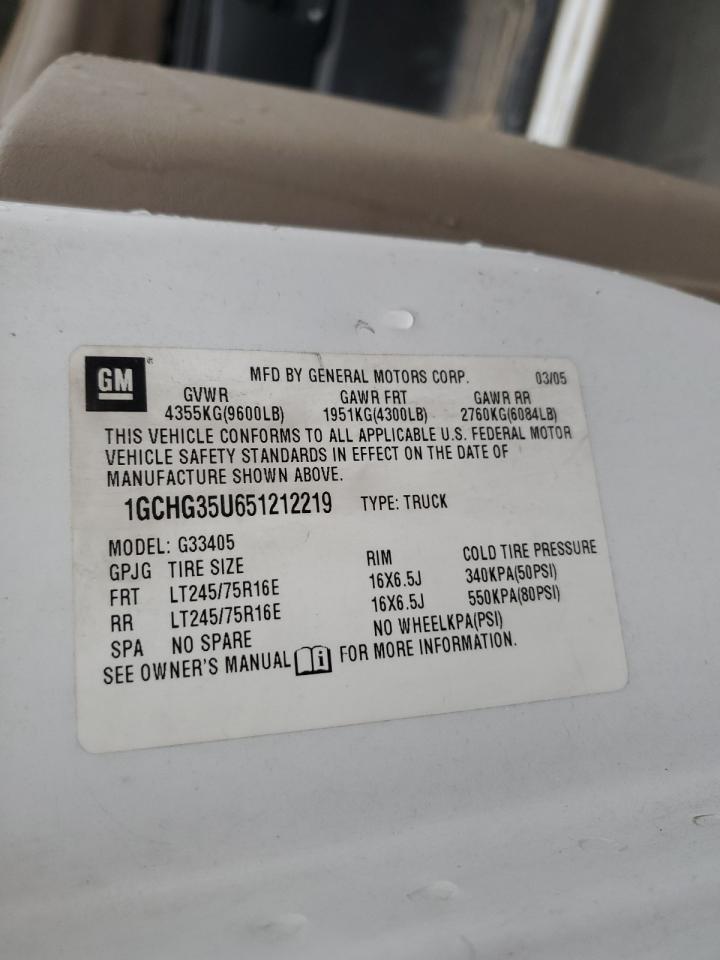 GM
MFD BY GENERAL MOTORS CORP. 03/05
GVWR GAWR FRT GAWR RR
4355KG(9600LB) 1951KG(4300LB) 2760KG(6084LB)
THIS VEHICLE CONFORMS TO ALL APPLICABLE U.S. FEDERAL MOTOR
VEHICLE SAFETY STANDARDS IN EFFECT ON THE DATE OF
MANUFACTURE SHOWN ABOVE.
1GCHG35U651212219 TYPE: TRUCK
MODEL: G33405
GPJG TIRE SIZE RIM COLD TIRE PRESSURE
FRT LT245/75R16E 16X6.5J 340KPA(50PSI)
RR LT245/75R16E 16X6.5J 550KPA(80PSI)
SPA NO SPARE NO WHEELKPA(PSI)
SEE OWNER'S MANUAL i FOR MORE INFORMATION.